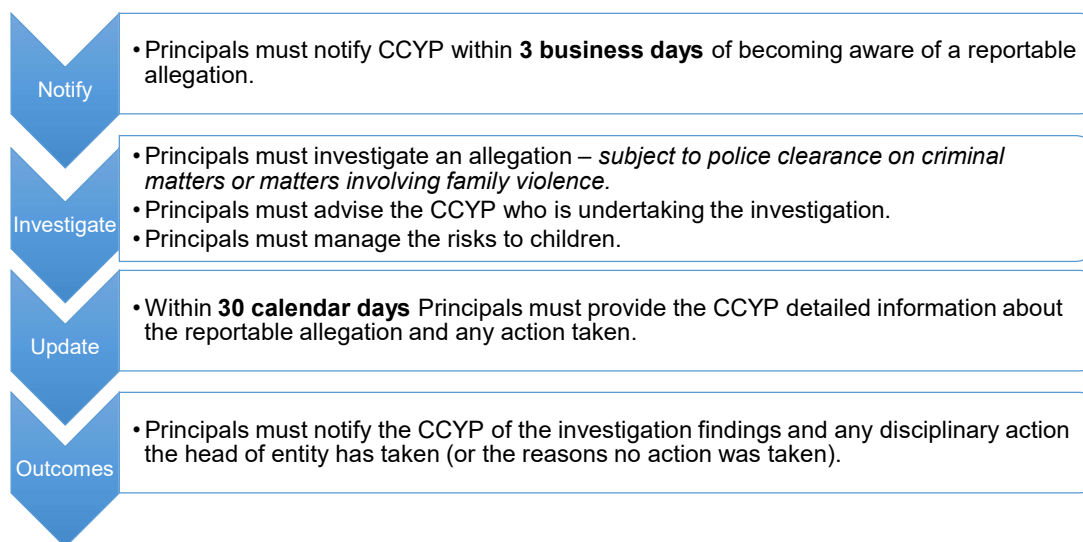 Notify
• Principals must notify CCYP within 3 business days of becoming aware of a reportable
allegation.
Investigate
• Principals must investigate an allegation – subject to police clearance on criminal
matters or matters involving family violence.
• Principals must advise the CCYP who is undertaking the investigation.
• Principals must manage the risks to children.
Update
• Within 30 calendar days Principals must provide the CCYP detailed information about
the reportable allegation and any action taken.
Outcomes
• Principals must notify the CCYP of the investigation findings and any disciplinary action
the head of entity has taken (or the reasons no action was taken).